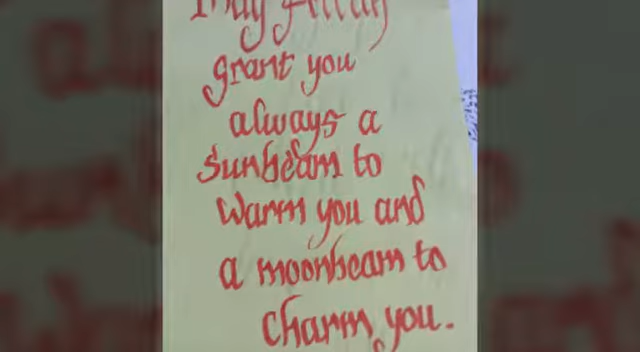 May Allah
grant you
always a
sunbeam to
warm you and
a moonbeam to
charm you.